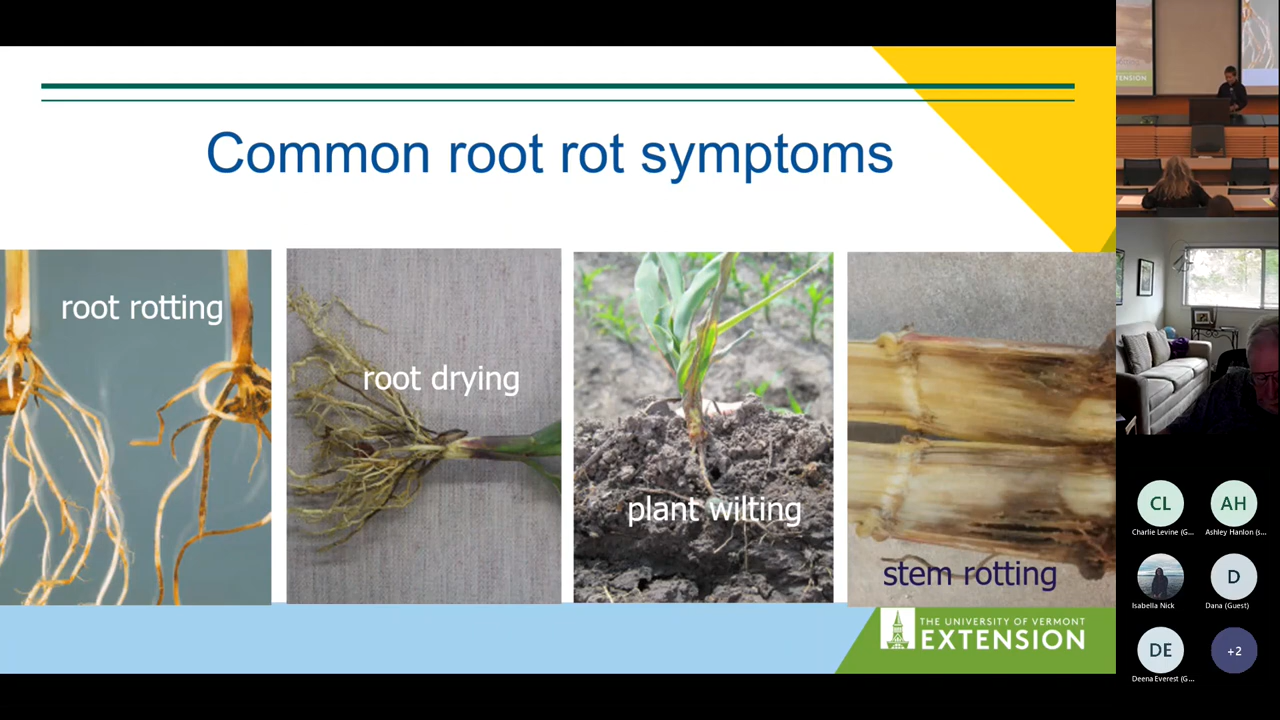 Common root rot symptoms
root rotting
root drying
plant wilting
stem rotting
THE UNIVERSITY OF VERMONT
EXTENSION
TENSION
CL
AH
Charlie Levine (G...
Ashley Hanlon (s...
D
Isabella Nick
Dana (Guest)
DE
+2
Deena Everest (G...